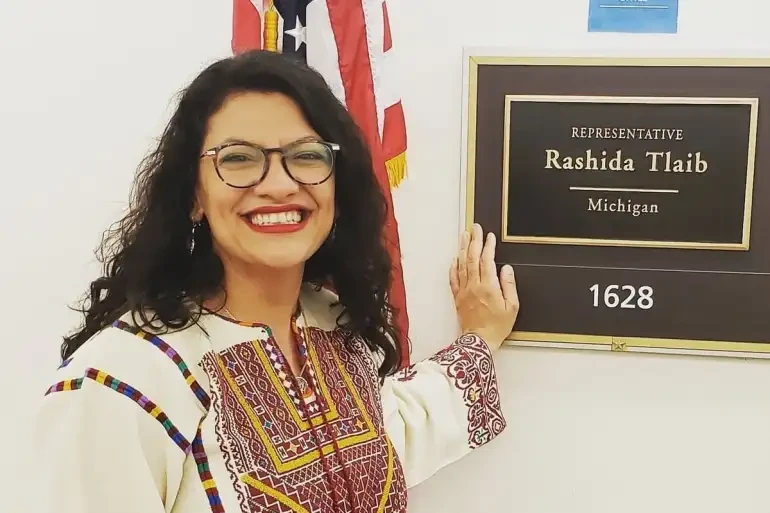 REPRESENTATIVE
Rashida Tlaib
Michigan
1628